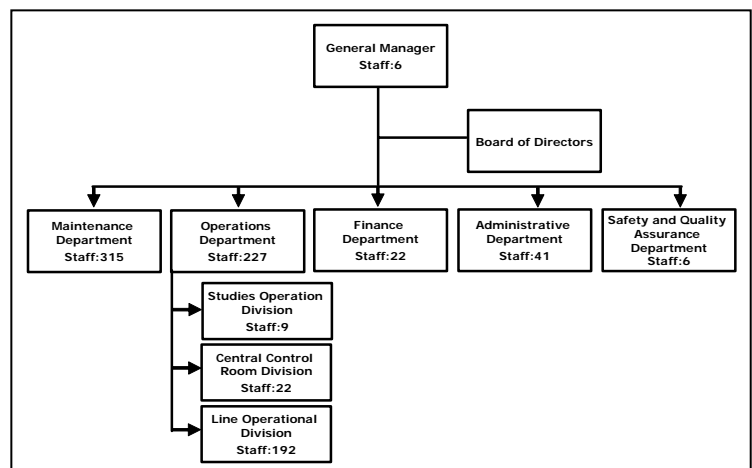 General Manager
Staff:6
Board of Directors
Maintenance
Department
Staff:315
Operations
Department
Staff:227
Finance
Department
Staff:22
Administrative
Department
Staff:41
Safety and Quality
Assurance
Department
Staff:6
Studies Operation
Division
Staff:9
Central Control
Room Division
Staff:22
Line Operational
Division
Staff:192